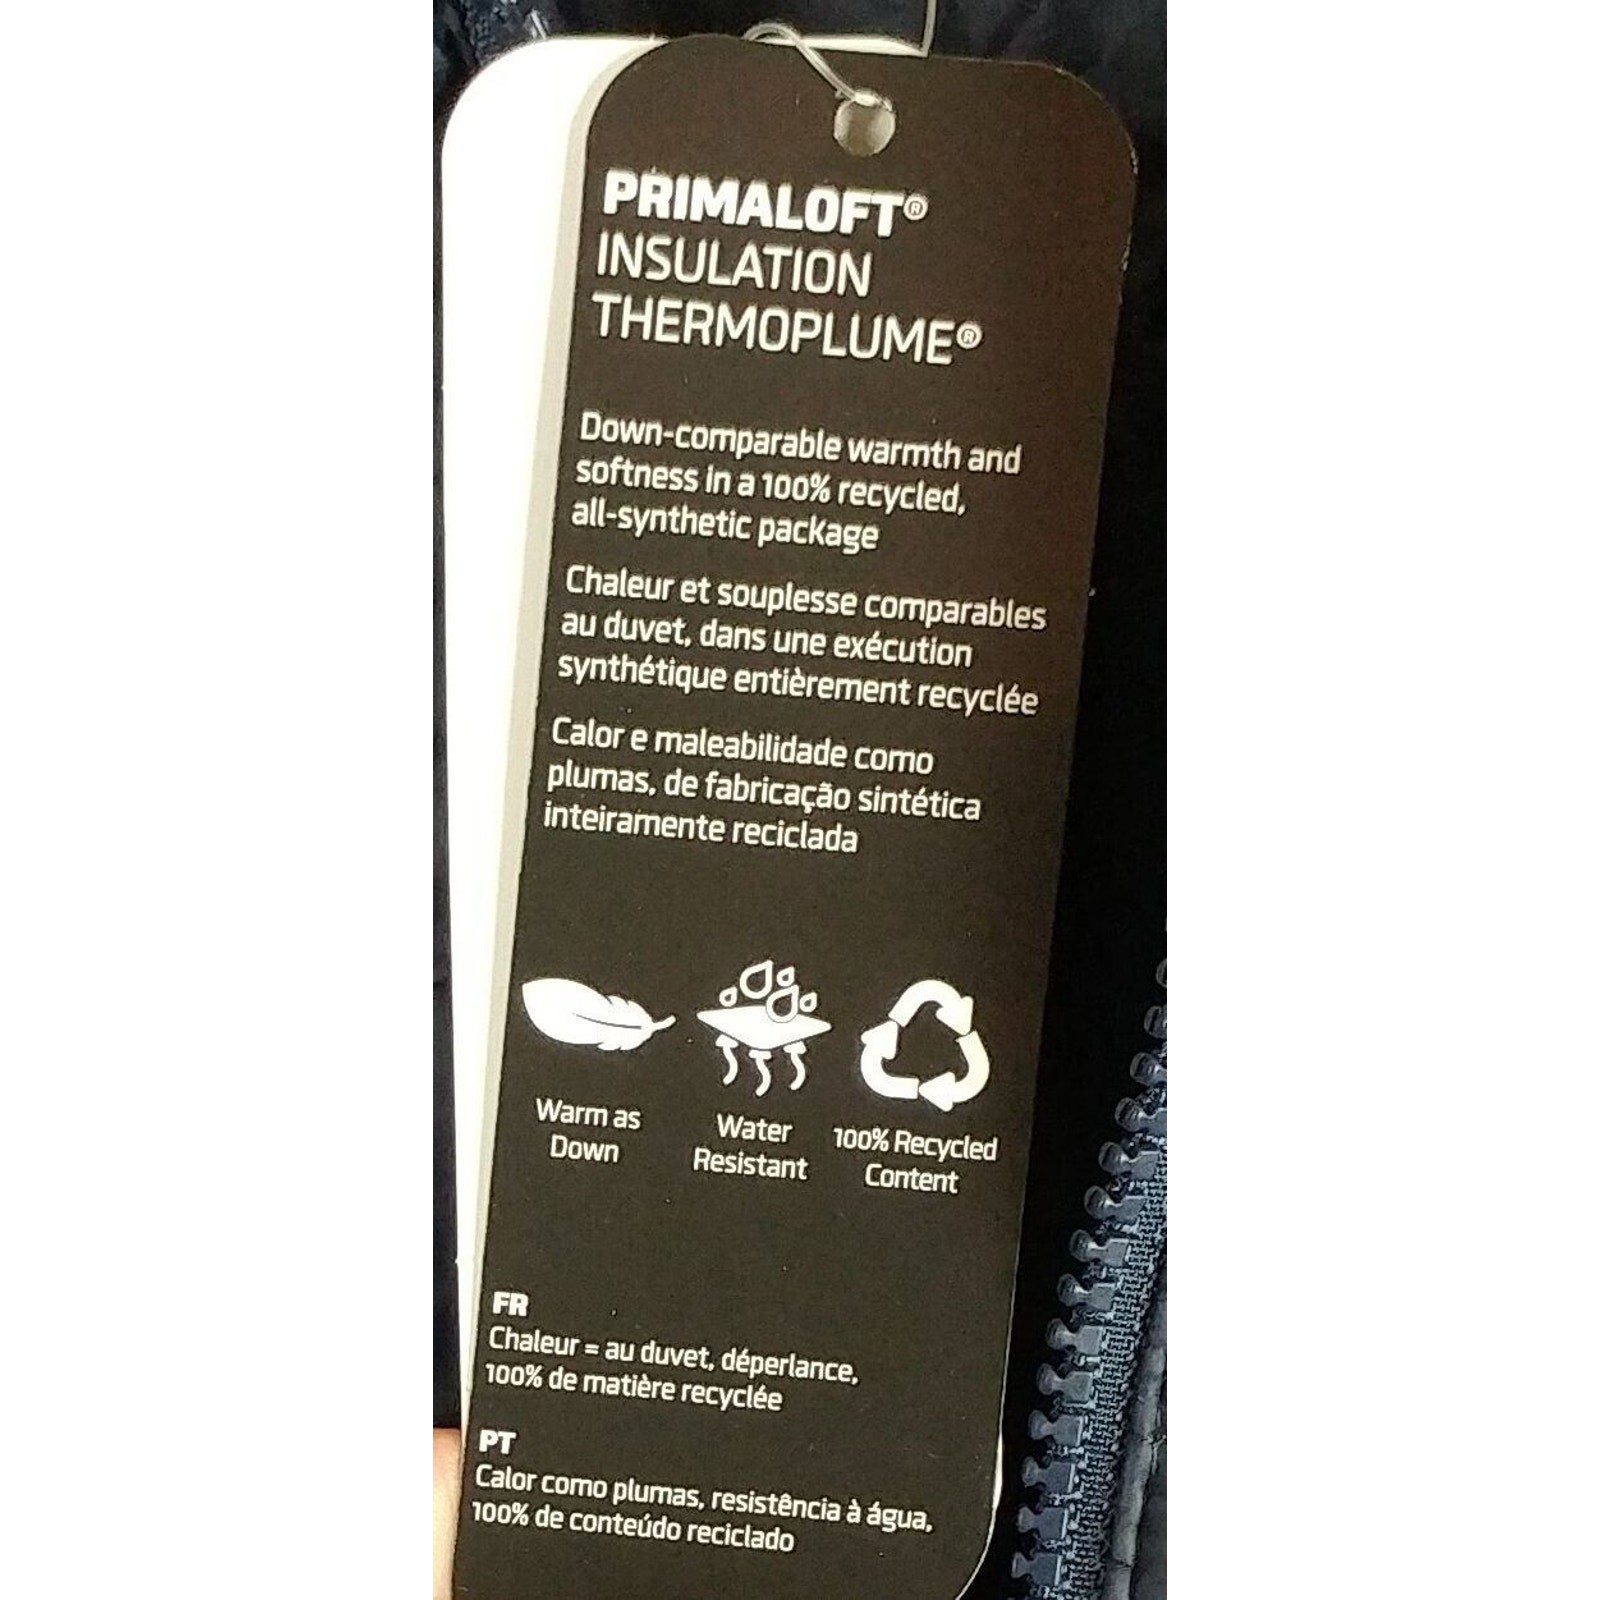 PRIMALOFT®
INSULATION
THERMOPLUME®
Down-comparable warmth and
softness in a 100% recycled,
all-synthetic package
Chaleur et souplesse comparables
au duvet, dans une exécution
synthétique entièrement recyclée
Calor e maleabilidade como
plumas, de fabricação sintética
inteiramente reciclada
Warm as
Down
Water
Resistant
100% Recycled
Content
FR
Chaleur = au duvet, déperlance,
100% de matière recyclée
PT
Calor como plumas, resistência à água,
100% de conteúdo reciclado